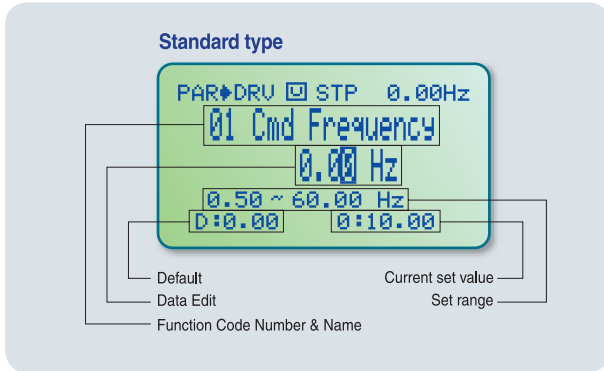 Standard type
PAR➧DRV U STP 0.00Hz
01 Cmd Frequency
0.00 Hz
0.50 ~ 60.00 Hz
D:0.00 0:10.00
Default Current set value
Data Edit Set range
Function Code Number & Name